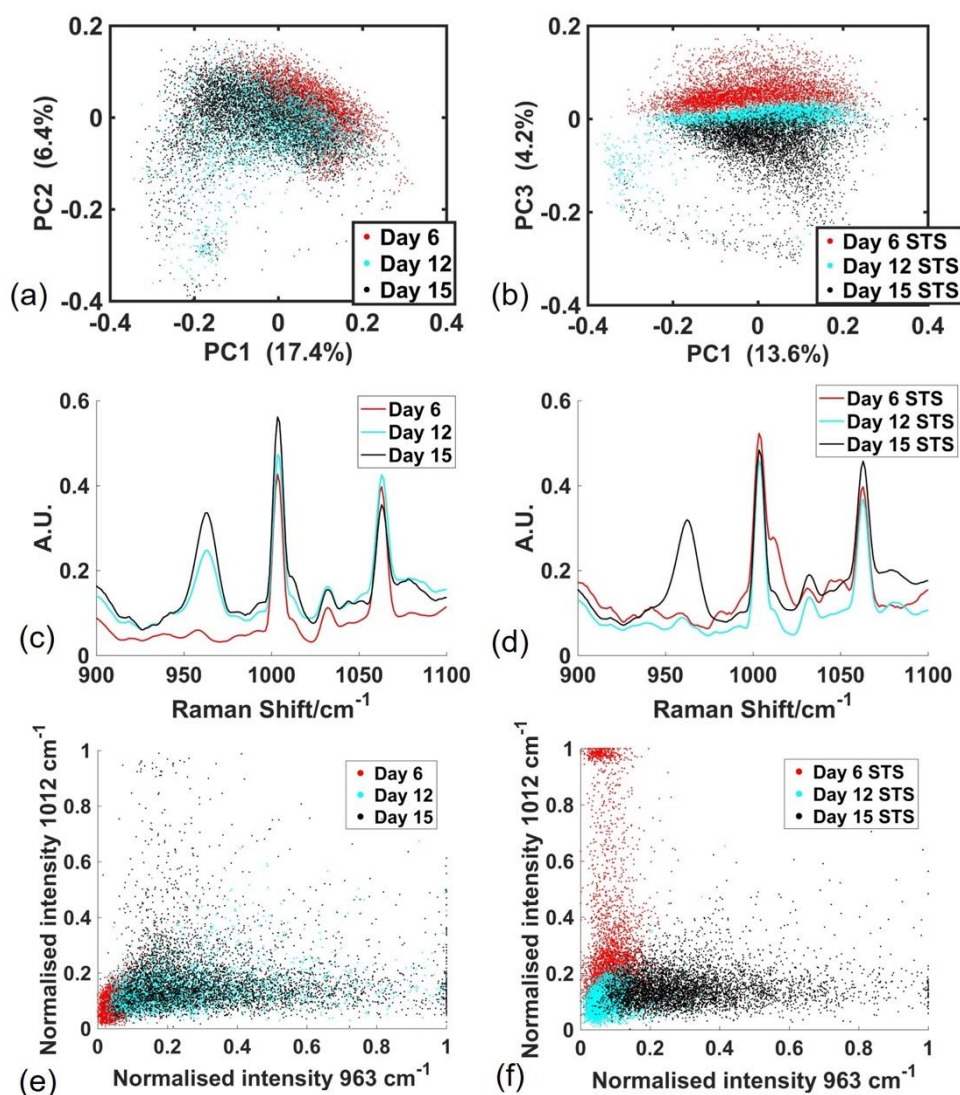 0.2
0
-0.2
-0.4
PC2 (6.4%)
Day 6
Day 12
Day 15
(a)
-0.4 -0.2 0 0.2 0.4
PC1 (17.4%)
0.2
0
-0.2
-0.4
PC3 (4.2%)
Day 6 STS
Day 12 STS
Day 15 STS
(b)
-0.4 -0.2 0 0.2 0.4
PC1 (13.6%)
0.6
0.4
0.2
0
A.U.
Day 6
Day 12
Day 15
(c)
900 950 1000 1050 1100
Raman Shift/cm⁻¹
0.6
0.4
0.2
0
A.U.
Day 6 STS
Day 12 STS
Day 15 STS
(d)
900 950 1000 1050 1100
Raman Shift/cm⁻¹
1
0.8
0.6
0.4
0.2
0
Normalised intensity 1012 cm⁻¹
Day 6
Day 12
Day 15
(e)
0 0.2 0.4 0.6 0.8 1
Normalised intensity 963 cm⁻¹
1
0.8
0.6
0.4
0.2
0
Normalised intensity 1012 cm⁻¹
Day 6 STS
Day 12 STS
Day 15 STS
(f)
0 0.2 0.4 0.6 0.8 1
Normalised intensity 963 cm⁻¹